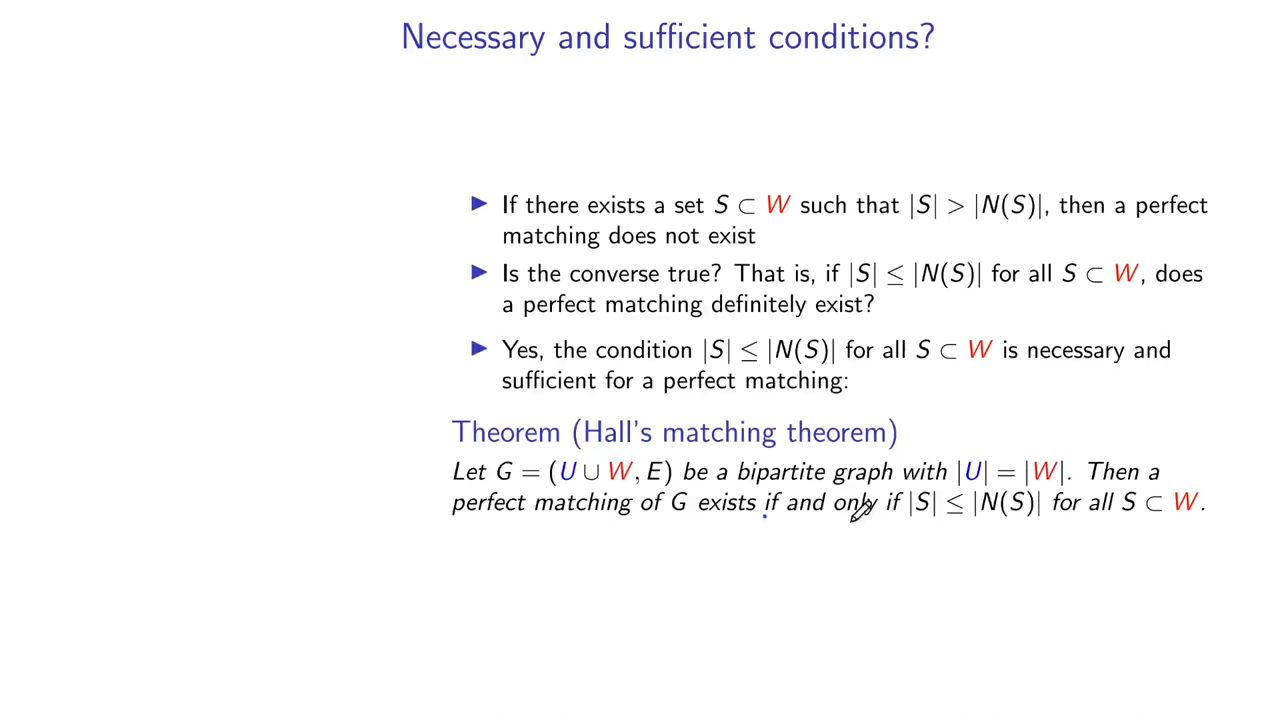 Necessary and sufficient conditions?
▶ If there exists a set S ⊂ W such that |S| > |N(S)|, then a perfect
matching does not exist
▶ Is the converse true? That is, if |S| ≤ |N(S)| for all S ⊂ W, does
a perfect matching definitely exist?
▶ Yes, the condition |S| ≤ |N(S)| for all S ⊂ W is necessary and
sufficient for a perfect matching:
Theorem (Hall's matching theorem)
Let G = (U ∪ W, E) be a bipartite graph with |U| = |W|. Then a
perfect matching of G exists if and only if |S| ≤ |N(S)| for all S ⊂ W.